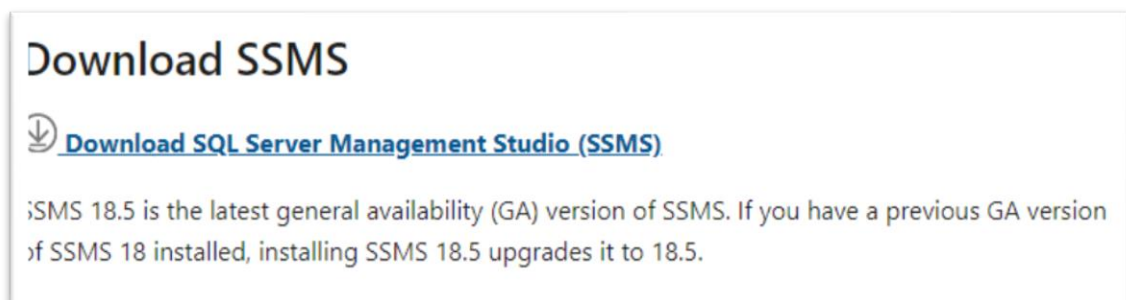 Download SSMS
Download SQL Server Management Studio (SSMS)
SSMS 18.5 is the latest general availability (GA) version of SSMS. If you have a previous GA version
of SSMS 18 installed, installing SSMS 18.5 upgrades it to 18.5.